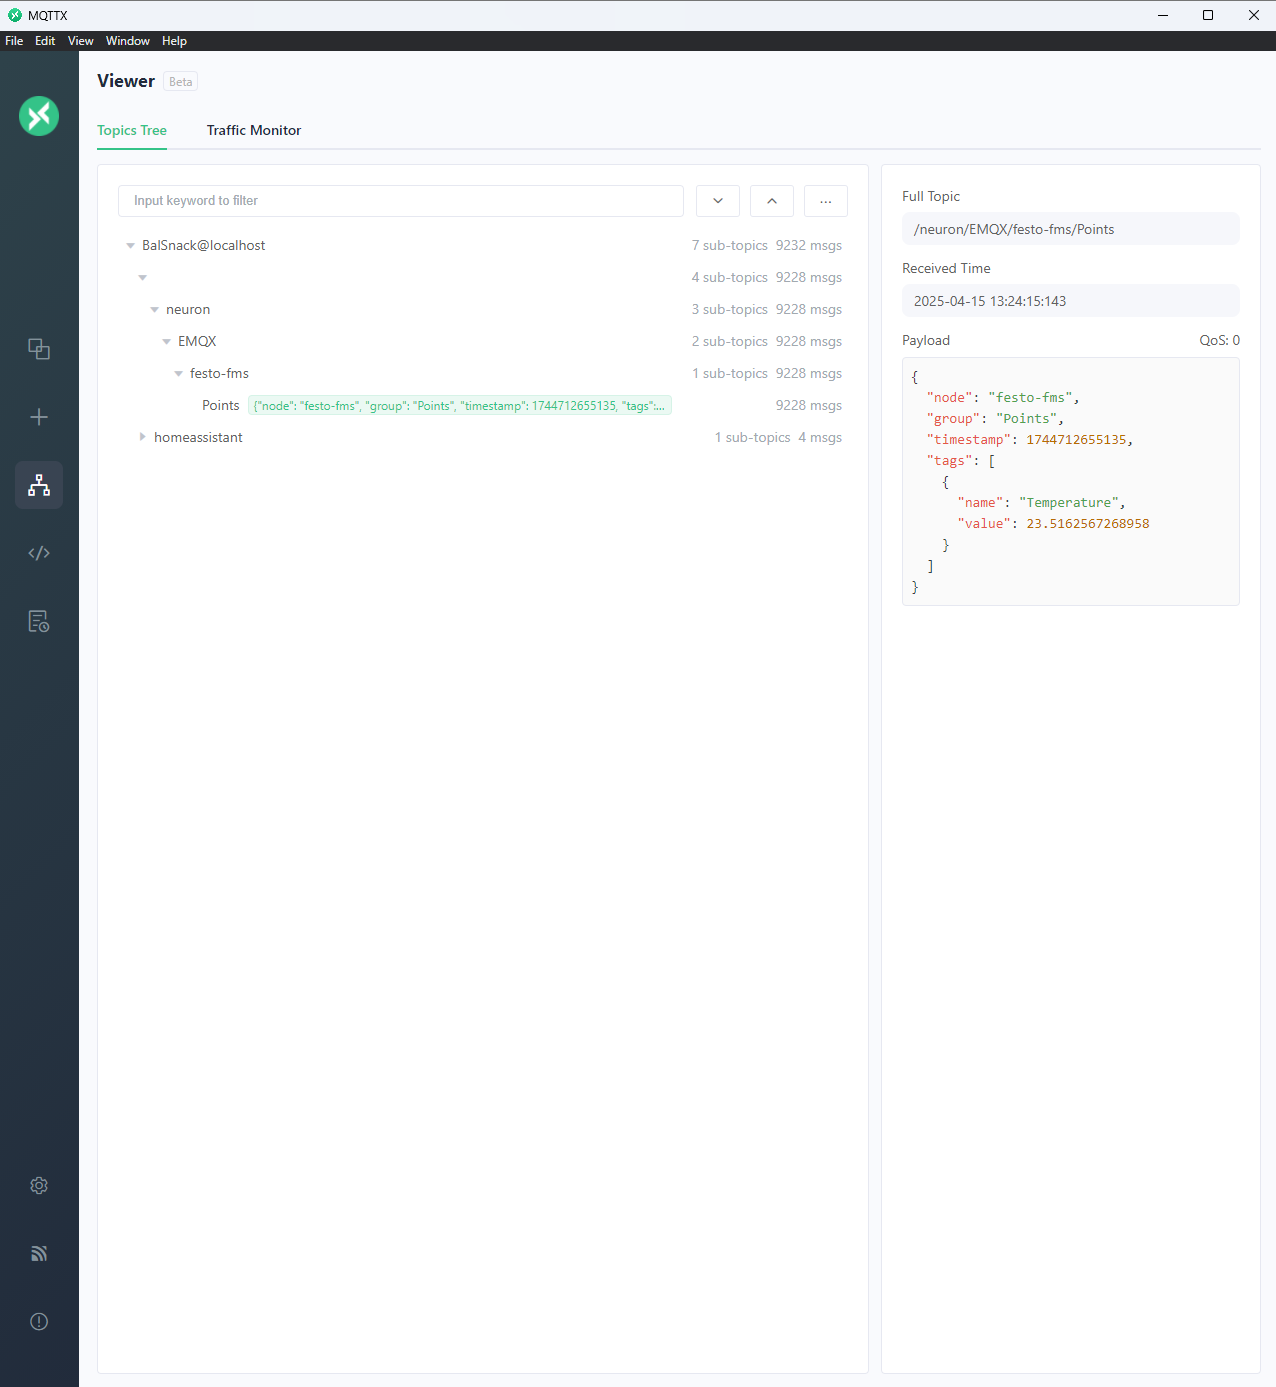 MQTTX
File Edit View Window Help
Viewer Beta
Topics Tree Traffic Monitor
Input keyword to filter
...
BalSnack@localhost 7 sub-topics 9232 msgs
4 sub-topics 9228 msgs
neuron 3 sub-topics 9228 msgs
EMQX 2 sub-topics 9228 msgs
festo-fms 1 sub-topics 9228 msgs
Points {"node": "festo-fms", "group": "Points", "timestamp": 1744712655135, "tags":... 9228 msgs
homeassistant 1 sub-topics 4 msgs
Full Topic
/neuron/EMQX/festo-fms/Points
Received Time
2025-04-15 13:24:15:143
Payload QoS: 0
{
"node": "festo-fms",
"group": "Points",
"timestamp": 1744712655135,
"tags": [
{
"name": "Temperature",
"value": 23.5162567268958
}
]
}